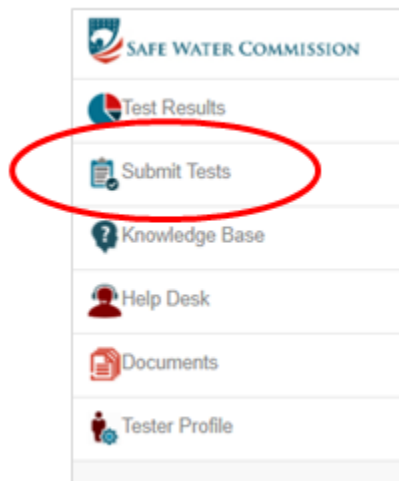 SAFE WATER COMMISSION
Test Results
Submit Tests
Knowledge Base
Help Desk
Documents
Tester Profile